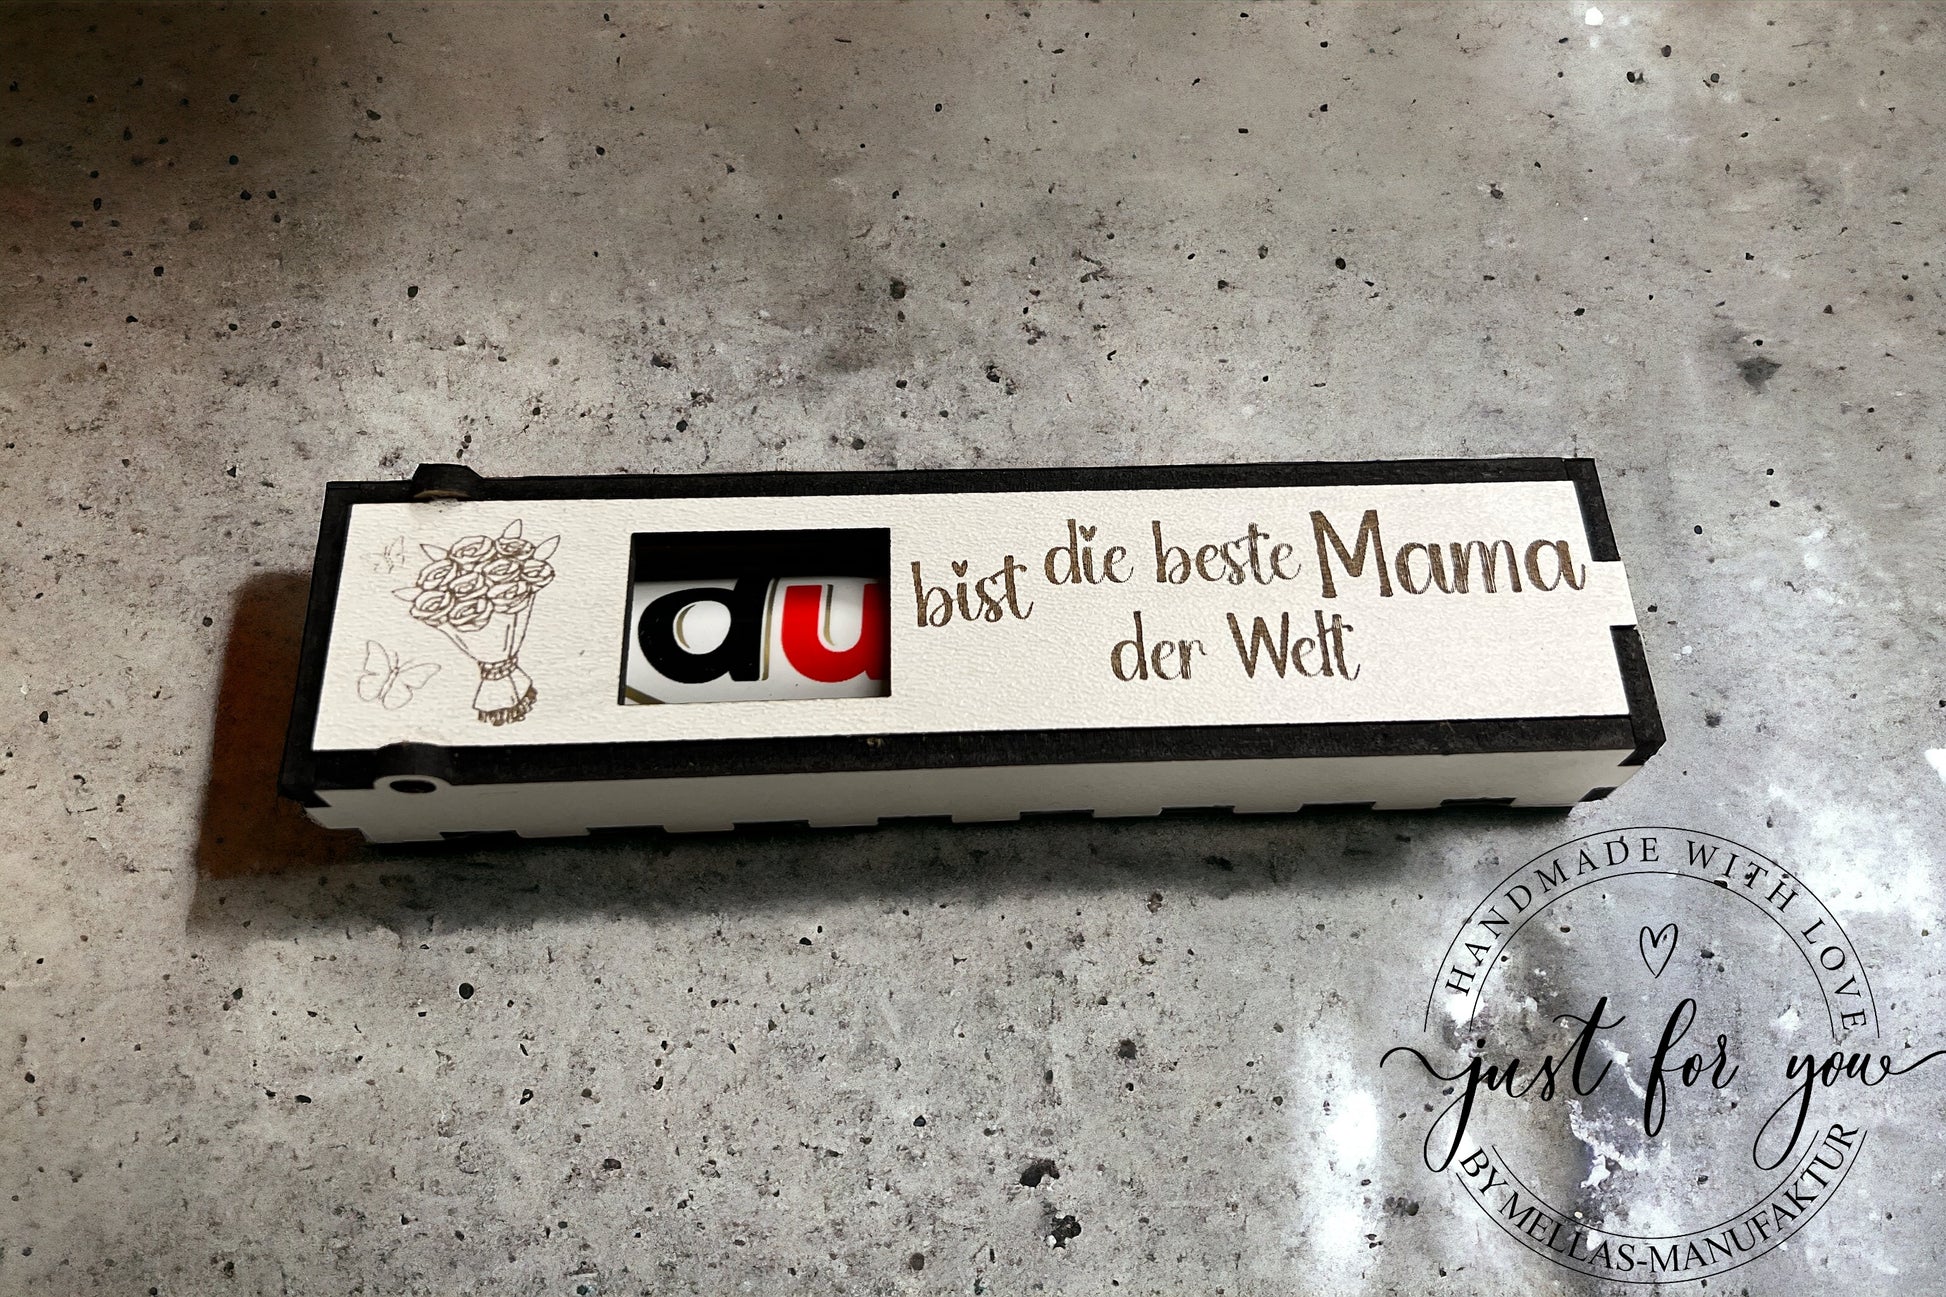 du bist die beste Mama
der Welt
HANDMADE WITH LOVE
just for you
BY MELLAS-MANUFAKTUR